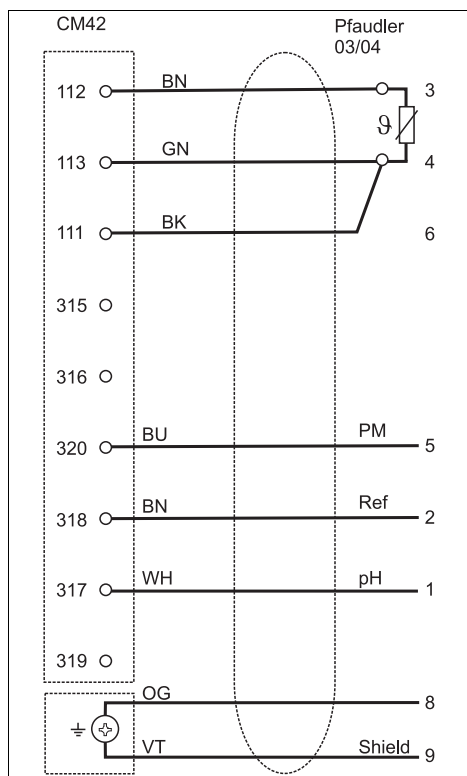 CM42
Pfaudler
03/04
112 BN 3
ϑ
113 GN 4
111 BK 6
315
316
320 BU PM 5
318 BN Ref 2
317 WH pH 1
319
OG 8
VT Shield 9